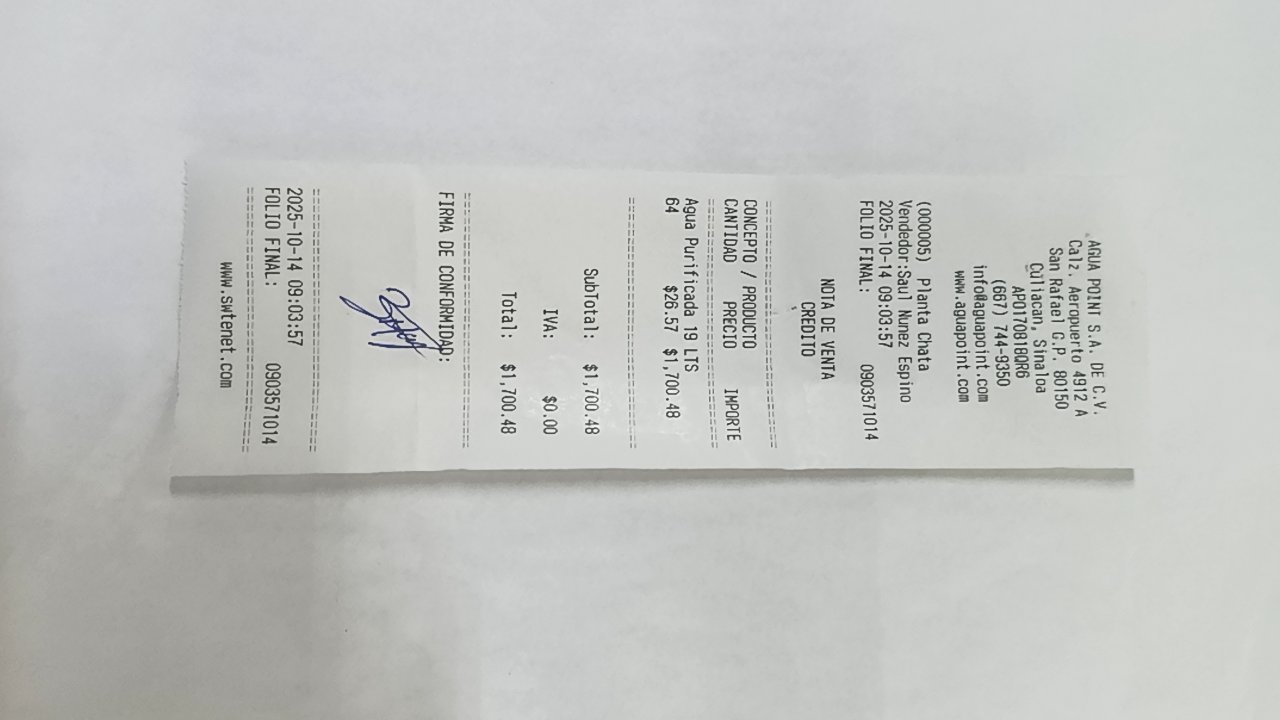 AGUA POINT S.A. DE C.V.
Calz. Aeropuerto 4912 A
San Rafael C.P. 80150
Culiacan, Sinaloa
APO170818QR6
(667) 744-9350
info@aguapoint.com
www.aguapoint.com
(000005) Planta Chata
Vendedor:Saul Nunez Espino
2025-10-14 09:03:57
FOLIO FINAL: 0903571014
NOTA DE VENTA
CREDITO
CONCEPTO / PRODUCTO
CANTIDAD PRECIO IMPORTE
Agua Purificada 19 LTS
64 $26.57 $1,700.48
SubTotal: $1,700.48
IVA: $0.00
Total: $1,700.48
FIRMA DE CONFORMIDAD:
2025-10-14 09:03:57
FOLIO FINAL: 0903571014
www.swtenet.com